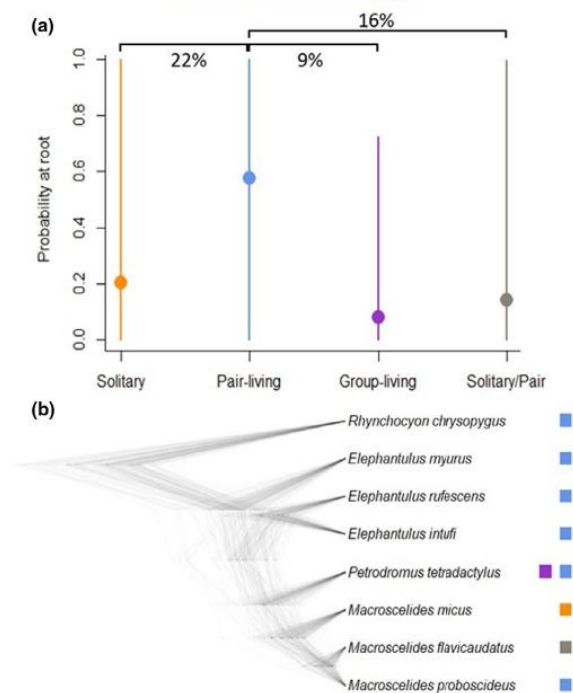 (a)
16%
22%
9%
Probability at root
1.0
0.8
0.6
0.4
0.2
0.0
Solitary
Pair-living
Group-living
Solitary/Pair
(b)
Rhynchocyon chrysopygus
Elephantulus myurus
Elephantulus rufescens
Elephantulus intufi
Petrodromus tetradactylus
Macroscelides micus
Macroscelides flavicaudatus
Macroscelides proboscideus